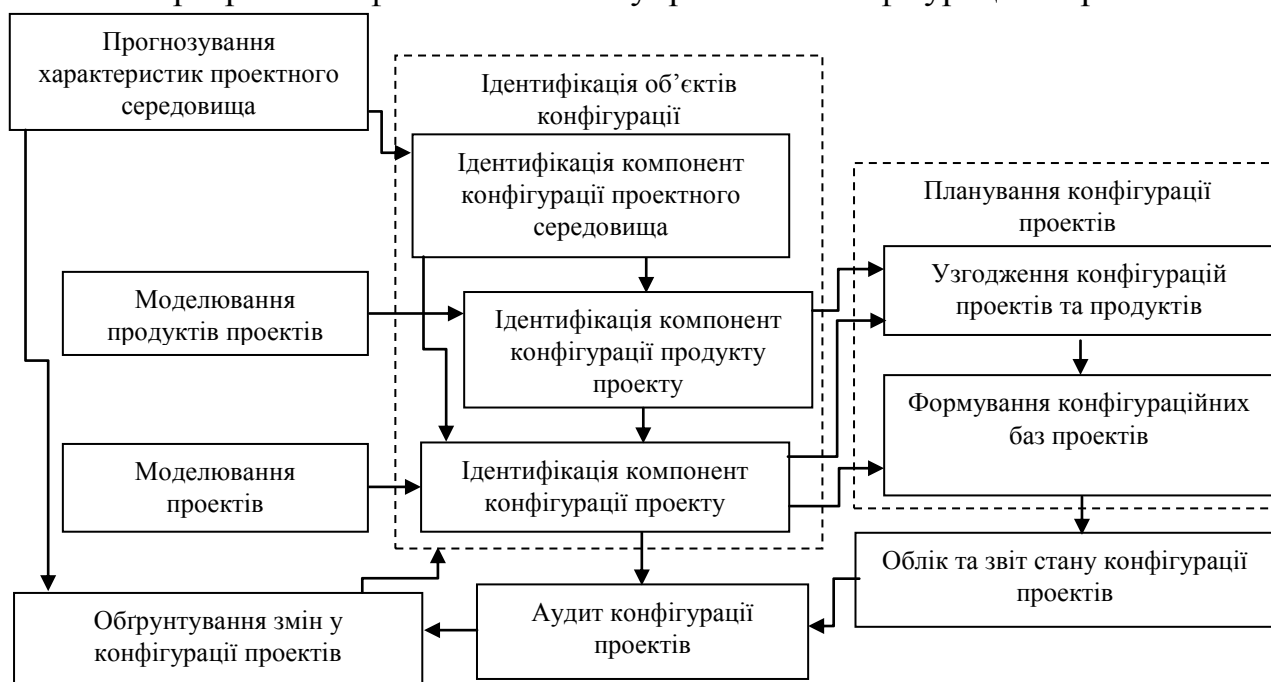 Прогнозування
характеристик проектного
середовища
Ідентифікація об’єктів
конфігурації
Ідентифікація компонент
конфігурації проектного
середовища
Планування конфігурації
проектів
Узгодження конфігурацій
проектів та продуктів
Моделювання
продуктів проектів
Ідентифікація компонент
конфігурації продукту
проекту
Формування конфігураційних
баз проектів
Моделювання
проектів
Ідентифікація компонент
конфігурації проекту
Облік та звіт стану конфігурації
проектів
Аудит конфігурації
проектів
Обґрунтування змін у
конфігурації проектів